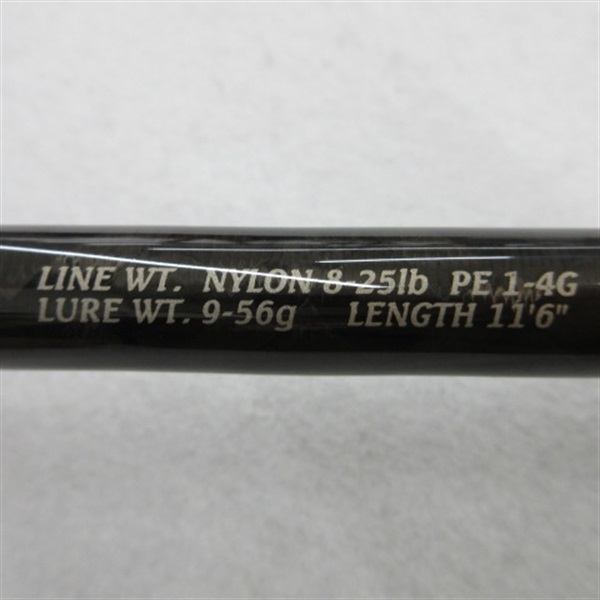 LINE WT. NYLON 8-25lb PE 1-4G
LURE WT. 9-56g LENGTH 11'6"